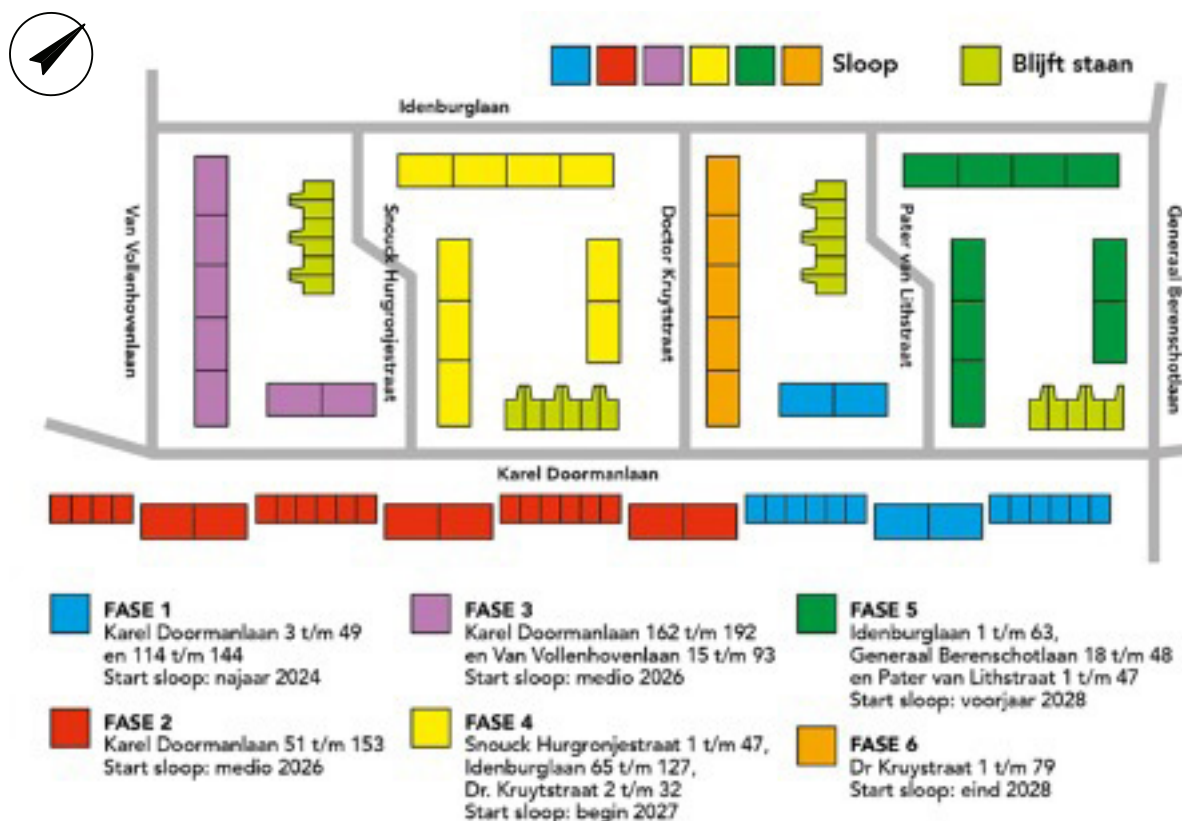 Sloop
Blijft staan
Idenburglaan
Van Vollenhovenlaan
Snouck Hurgronjestraat
Doctor Kruytstraat
Pater van Lithstraat
Generaal Berenschotlaan
Karel Doormanlaan
FASE 1
Karel Doormanlaan 3 t/m 49
en 114 t/m 144
Start sloop: najaar 2024
FASE 2
Karel Doormanlaan 51 t/m 153
Start sloop: medio 2026
FASE 3
Karel Doormanlaan 162 t/m 192
en Van Vollenhovenlaan 15 t/m 93
Start sloop: medio 2026
FASE 4
Snouck Hurgronjestraat 1 t/m 47,
Idenburglaan 65 t/m 127,
Dr. Kruytstraat 2 t/m 32
Start sloop: begin 2027
FASE 5
Idenburglaan 1 t/m 63,
Generaal Berenschotlaan 18 t/m 48
en Pater van Lithstraat 1 t/m 47
Start sloop: voorjaar 2028
FASE 6
Dr Kruystraat 1 t/m 79
Start sloop: eind 2028